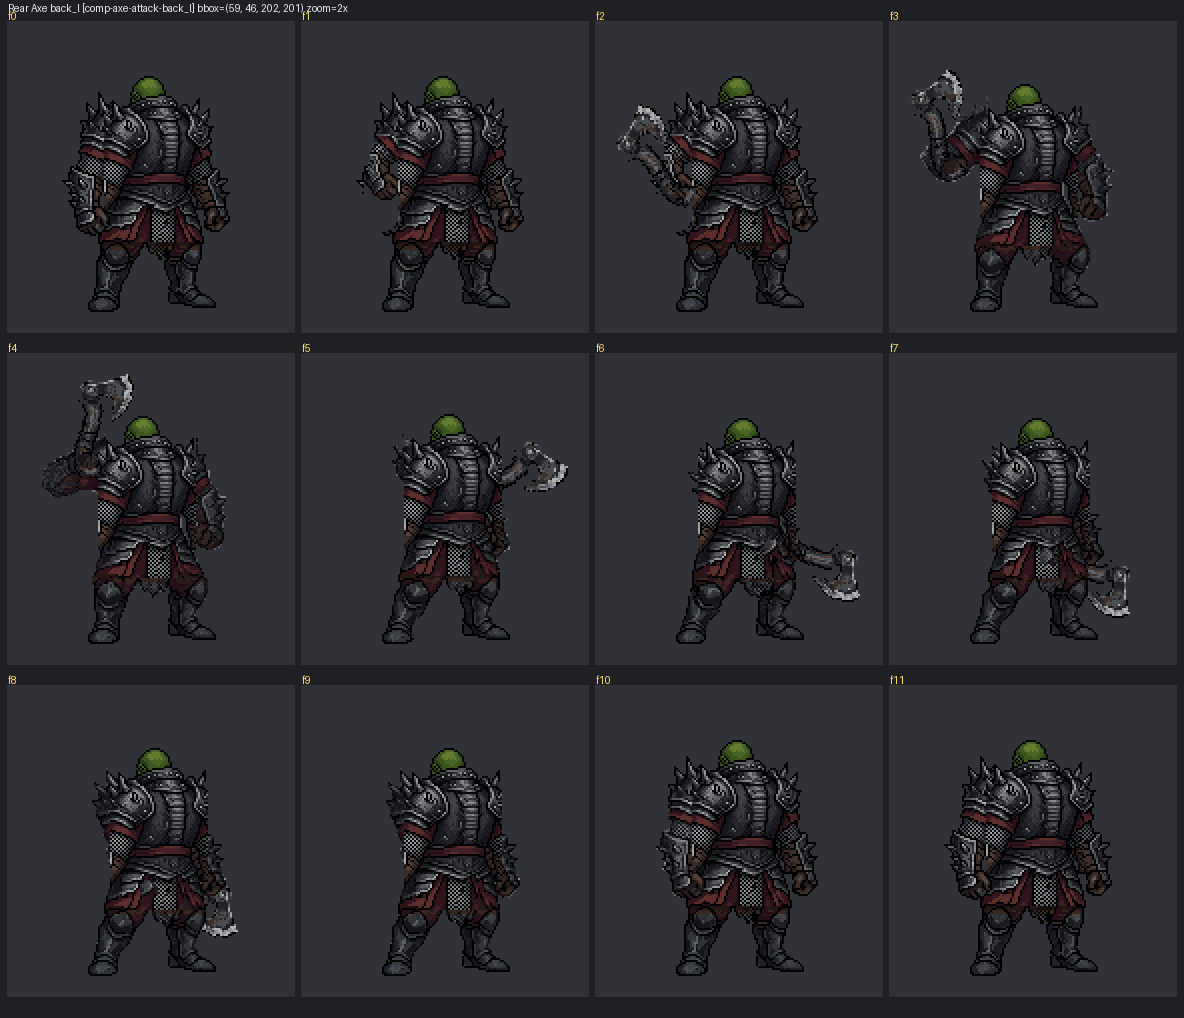 Rear Axe back_l [comp-axe-attack-back_l] bbox=(59, 46, 202, 201) zoom=2x
f0
f1
f2
f3
f4
f5
f6
f7
f8
f9
f10
f11